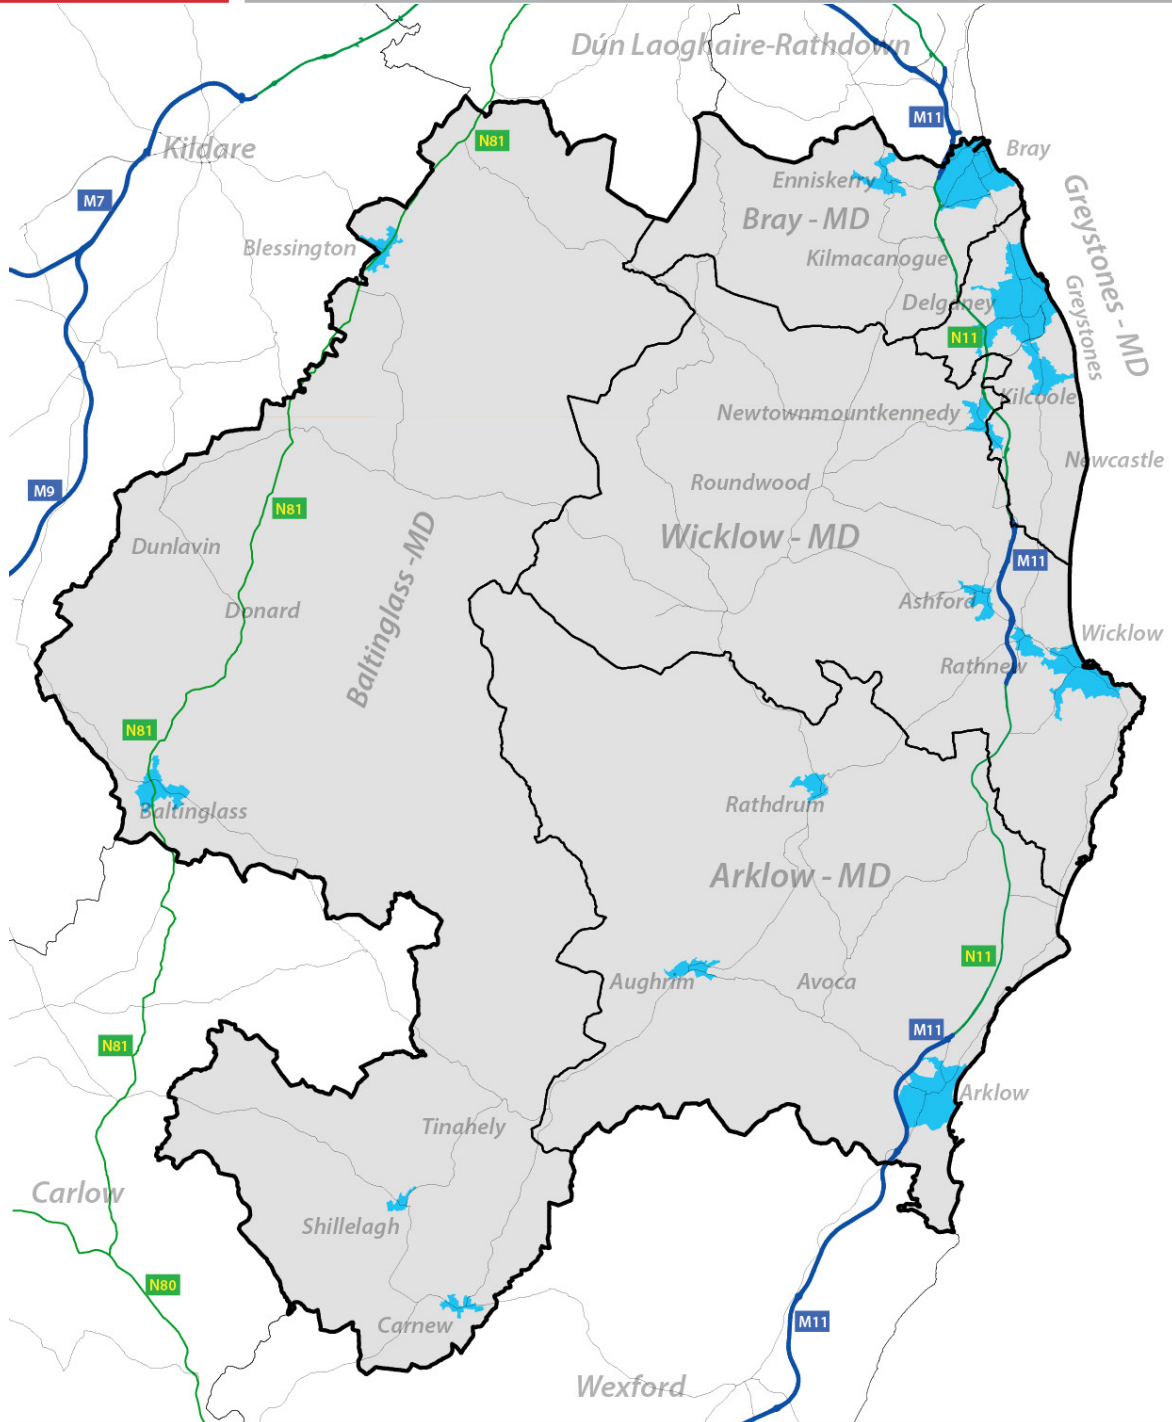 Dún Laoghaire-Rathdown
M11
N81
Bray
Kildare
Enniskerry
M7
Bray - MD
Greystones - MD
Blessington
Kilmacanogue
Greystones
Delganey
N11
Kilcoole
Newtownmountkennedy
Newcastle
Roundwood
M9
N81
Wicklow - MD
Dunlavin
Baltinglass -MD
M11
Ashford
Donard
Wicklow
Rathnew
N81
Rathdrum
Baltinglass
Arklow - MD
N11
Aughrim
Avoca
M11
N81
Arklow
Tinahely
Carlow
Shillelagh
N80
M11
Carnew
Wexford